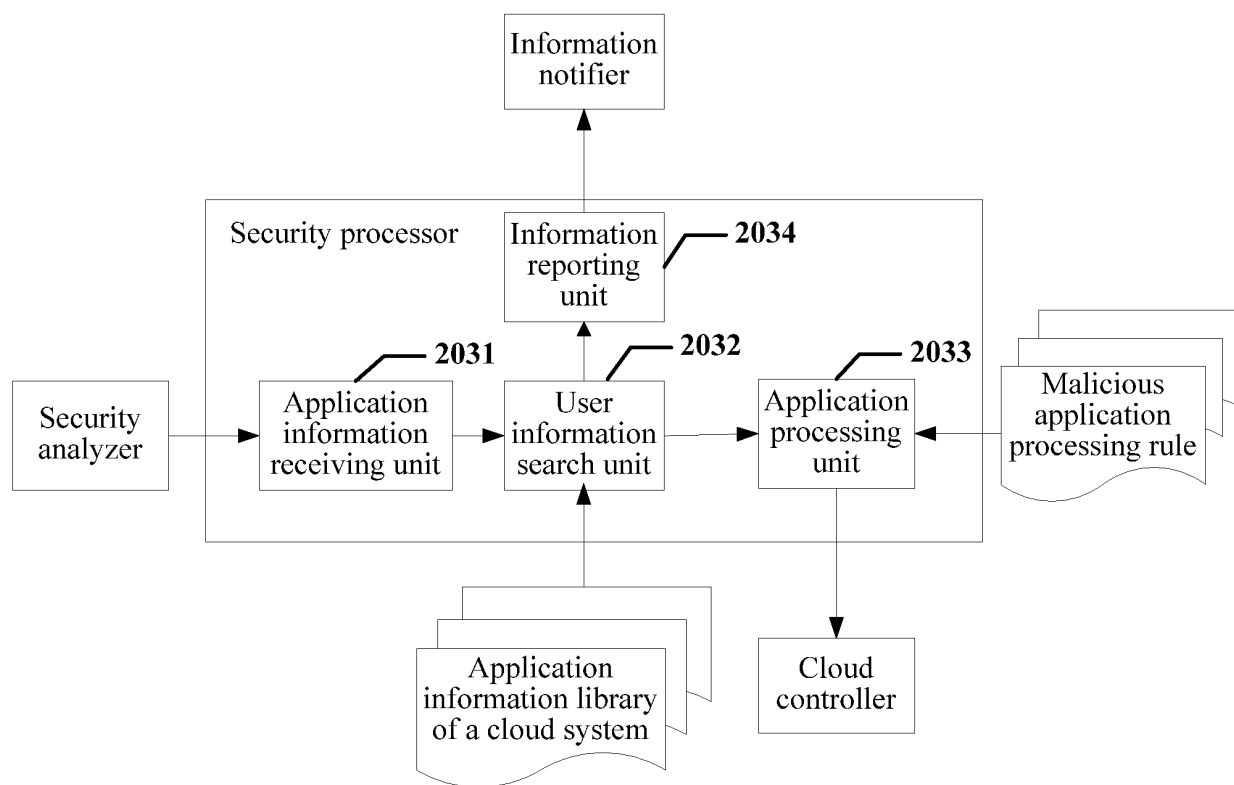 Information
notifier
Security processor
Information
reporting
unit
2034
2031
2032
2033
Security
analyzer
Application
information
receiving unit
User
information
search unit
Application
processing
unit
Malicious
application
processing rule
Application
information library
of a cloud system
Cloud
controller